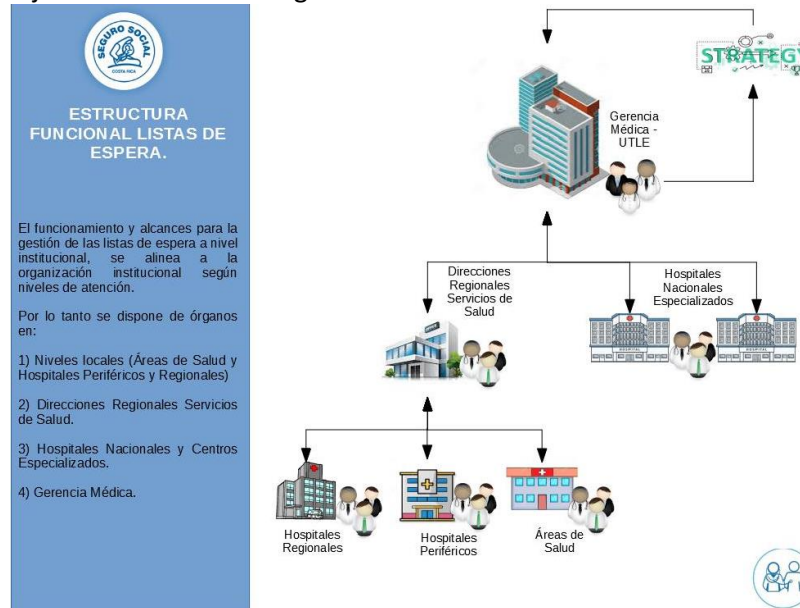 SEGURO SOCIAL
COSTA RICA
ESTRUCTURA
FUNCIONAL LISTAS DE
ESPERA.
El funcionamiento y alcances para la
gestión de las listas de espera a nivel
institucional, se alinea a la
organización institucional según
niveles de atención.
Por lo tanto se dispone de órganos
en:
1) Niveles locales (Áreas de Salud y
Hospitales Periféricos y Regionales)
2) Direcciones Regionales Servicios
de Salud.
3) Hospitales Nacionales y Centros
Especializados.
4) Gerencia Médica.
STRATEGY
Gerencia
Médica -
UTLE
Direcciones
Regionales
Servicios de
Salud
Hospitales
Nacionales
Especializados
HOSPITAL
HOSPITAL
Hospitales
Regionales
Hospitales
Periféricos
Áreas de
Salud